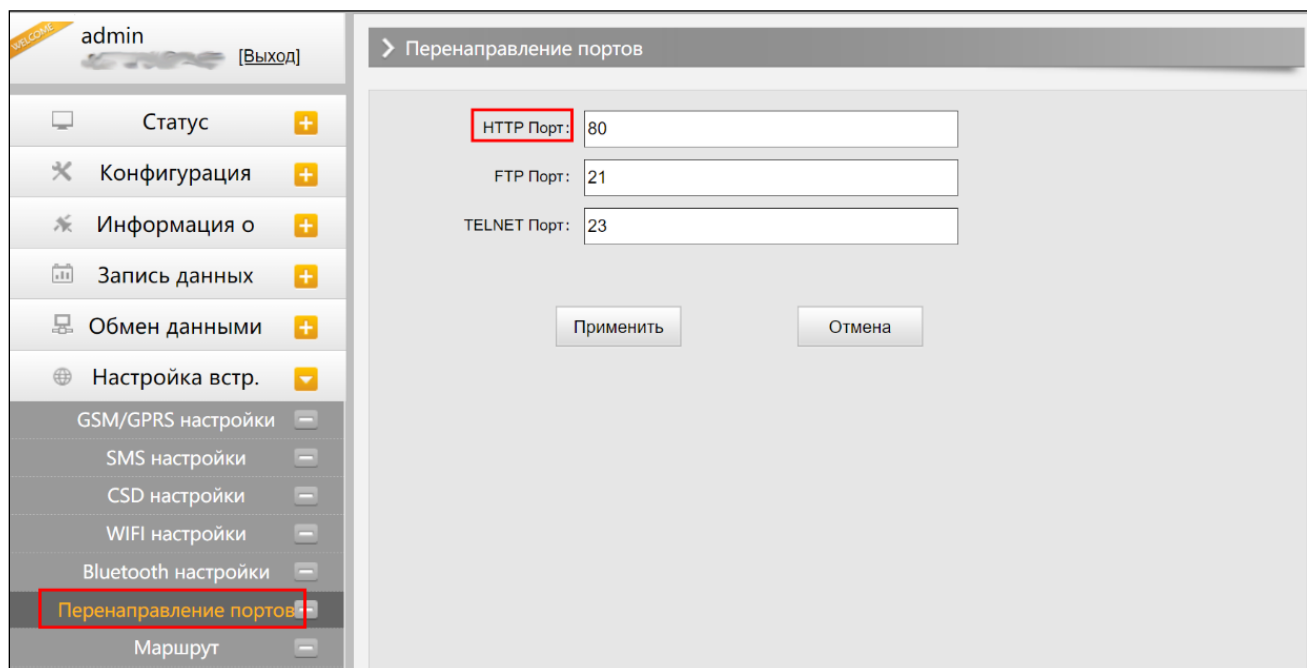 WELCOME
admin
[Выход]
Статус
Конфигурация
Информация о
Запись данных
Обмен данными
Настройка встр.
GSM/GPRS настройки
SMS настройки
CSD настройки
WIFI настройки
Bluetooth настройки
Перенаправление портов
Маршрут
Перенаправление портов
HTTP Порт: 80
FTP Порт: 21
TELNET Порт: 23
Применить Отмена